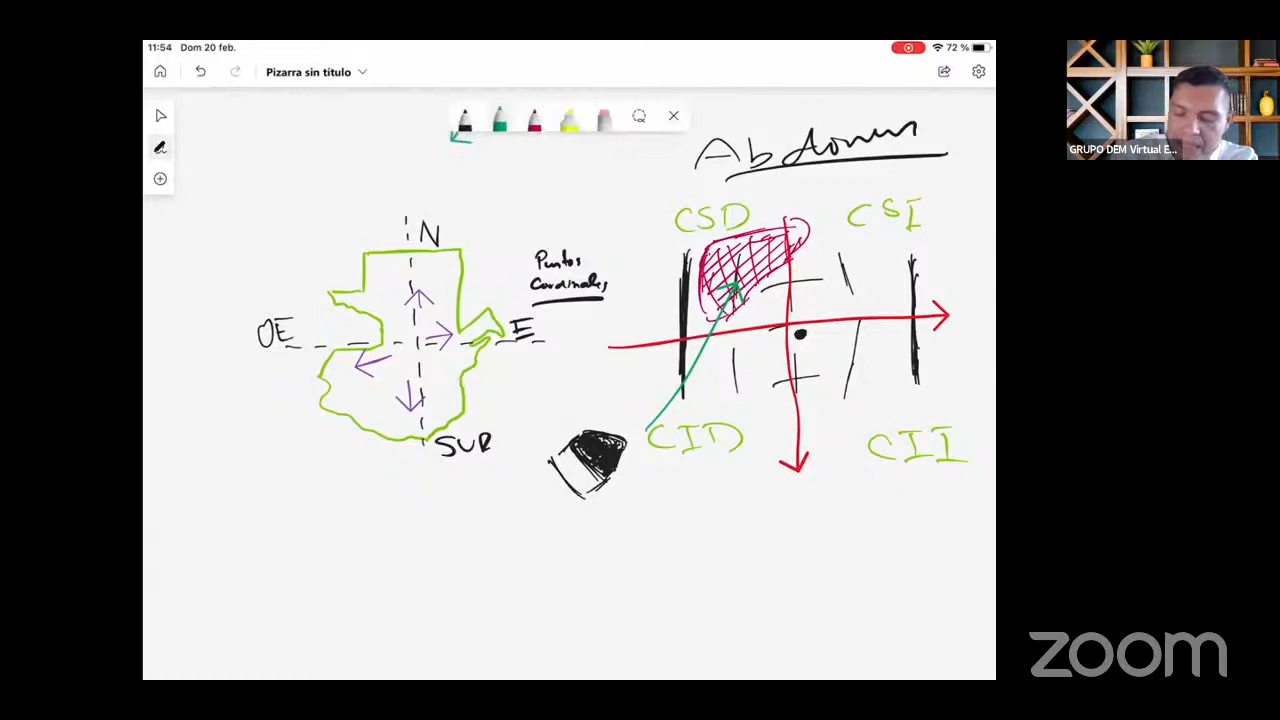 11:54 Dom 20 feb.
72 %
Pizarra sin título
GRUPO DEM Virtual E...
Abdomen
CSD
CSI
N
Puntos
Cardinales
OE
E
SUR
CID
CII
zoom